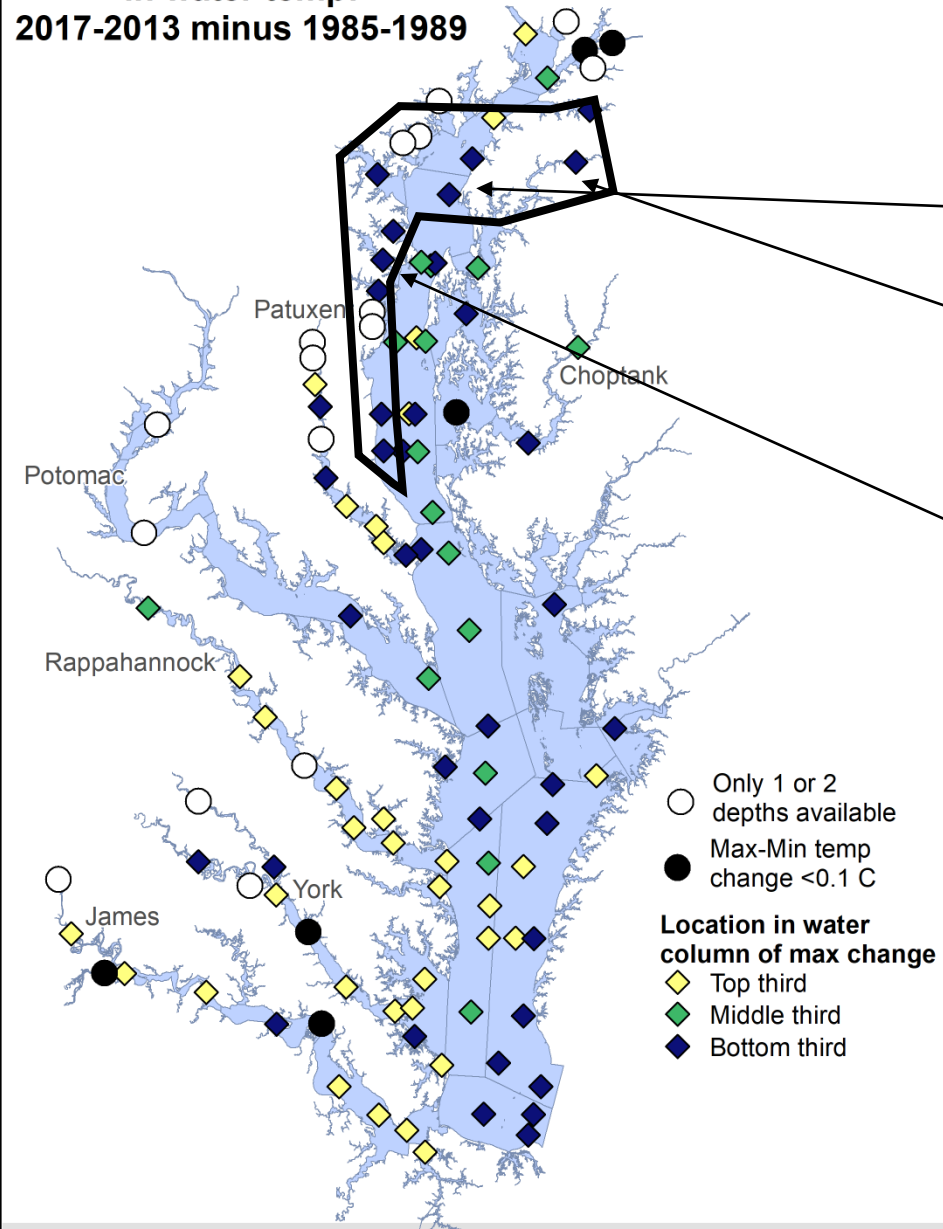 2017-2013 minus 1985-1989
Patuxen
Choptank
Potomac
Rappahannock
Only 1 or 2
depths available
Max-Min temp
change <0.1 C
York
James
Location in water
column of max change
Top third
Middle third
Bottom third